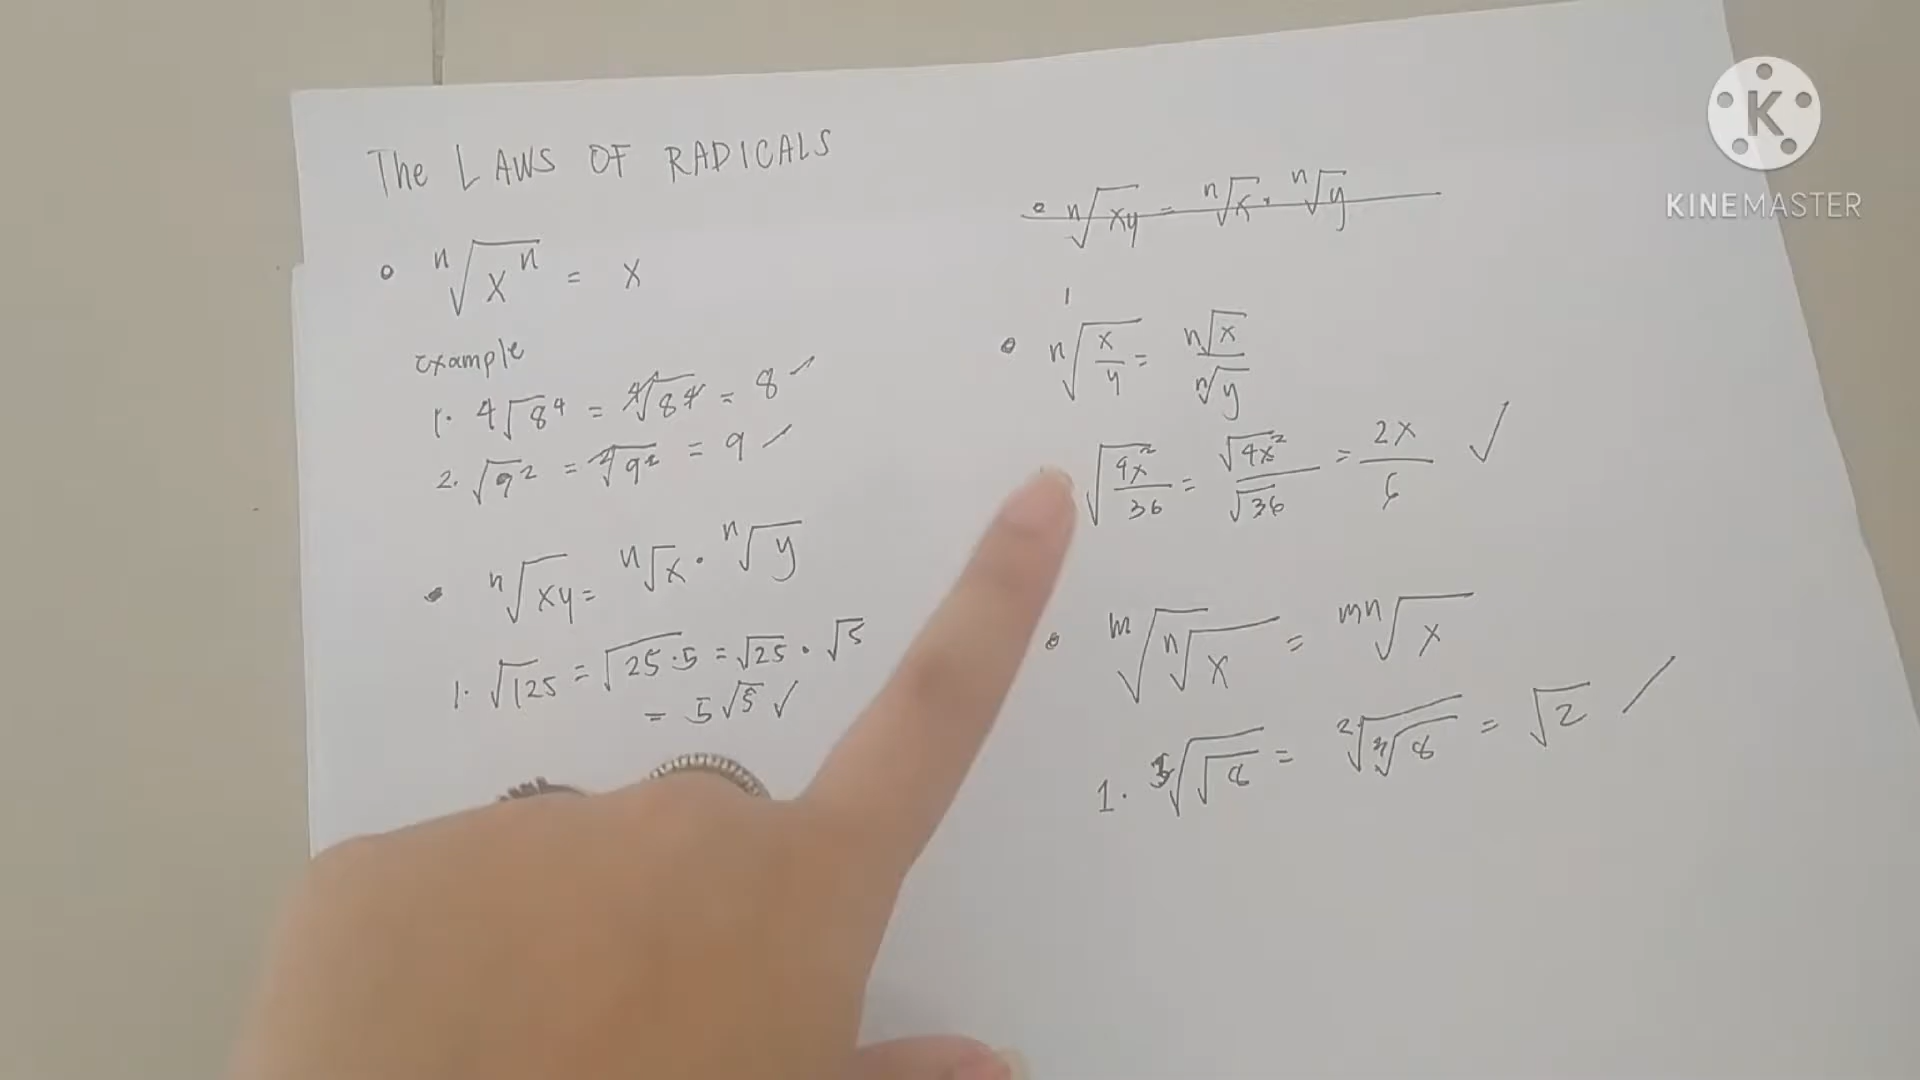 The LAWS OF RADICALS
• ⁿ√xⁿ = x
example
1. ⁴√8⁴ = ⁴√8⁴ = 8 ✓
2. √9² = ²√9² = 9 ✓
• ⁿ√xy = ⁿ√x · ⁿ√y
1. √125 = √25·5 = √25 · √5
= 5√5 ✓
• ⁿ√xy = ⁿ√x · ⁿ√y
• ⁿ√(x/y) = ⁿ√x / ⁿ√y
√(4x²/36) = √4x² / √36 = 2x/6 ✓
• ᵐ√ⁿ√x = ᵐⁿ√x
1. ³√√8 = ²√³√8 = √2 ✓
K
KINEMASTER